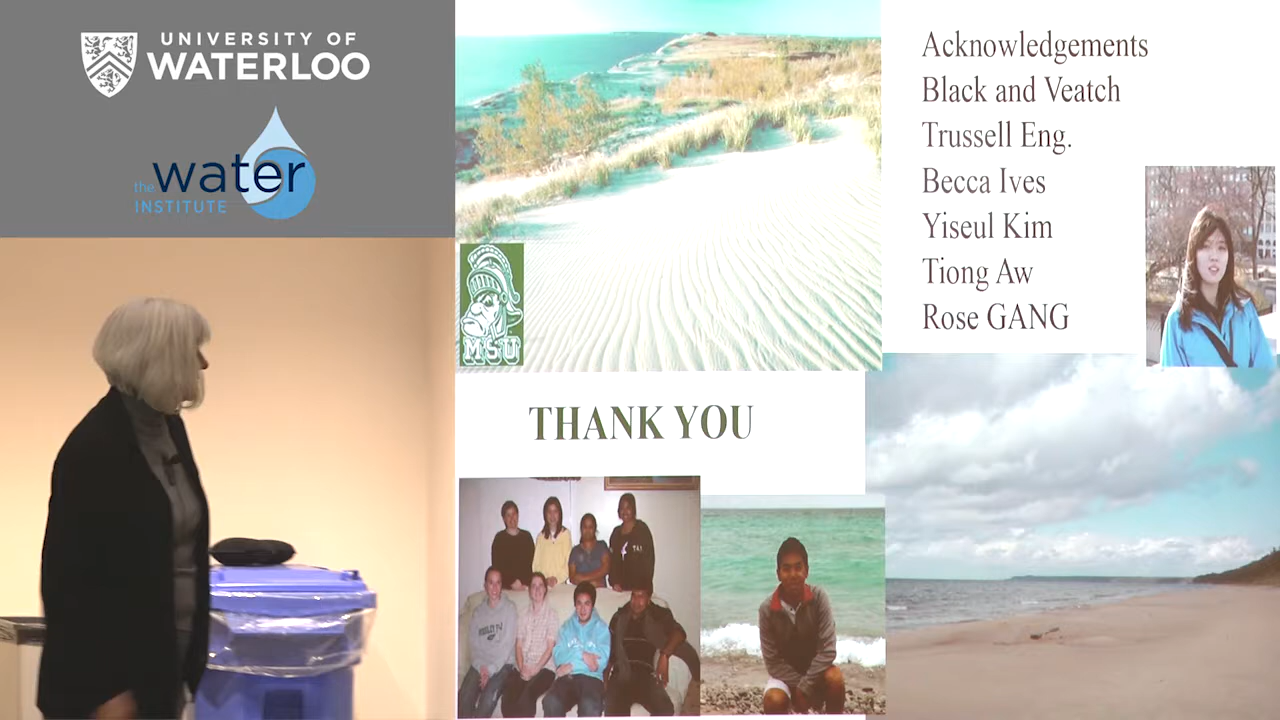 UNIVERSITY OF
WATERLOO
the water
INSTITUTE
MSU
THANK YOU
Acknowledgements
Black and Veatch
Trussell Eng.
Becca Ives
Yiseul Kim
Tiong Aw
Rose GANG